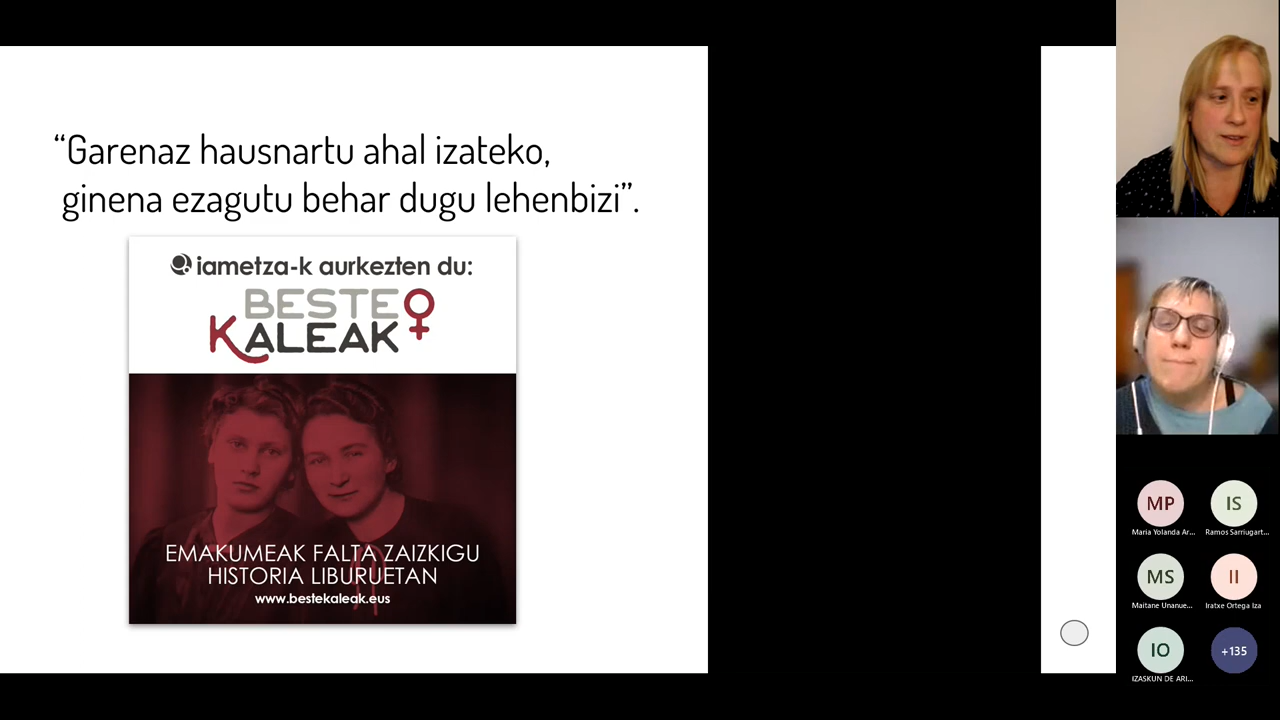 “Garenaz hausnartu ahal izateko,
ginena ezagutu behar dugu lehenbizi”.
iametza-k aurkezten du:
BESTE
KALEAK
EMAKUMEAK FALTA ZAIZKIGU
HISTORIA LIBURUETAN
www.bestekaleak.eus
MP
IS
Maria Yolanda Ar...
Ramos Sarriugart...
MS
II
Maitane Unanue...
Iratxe Ortega Iza
IO
+135
IZASKUN DE ARI...